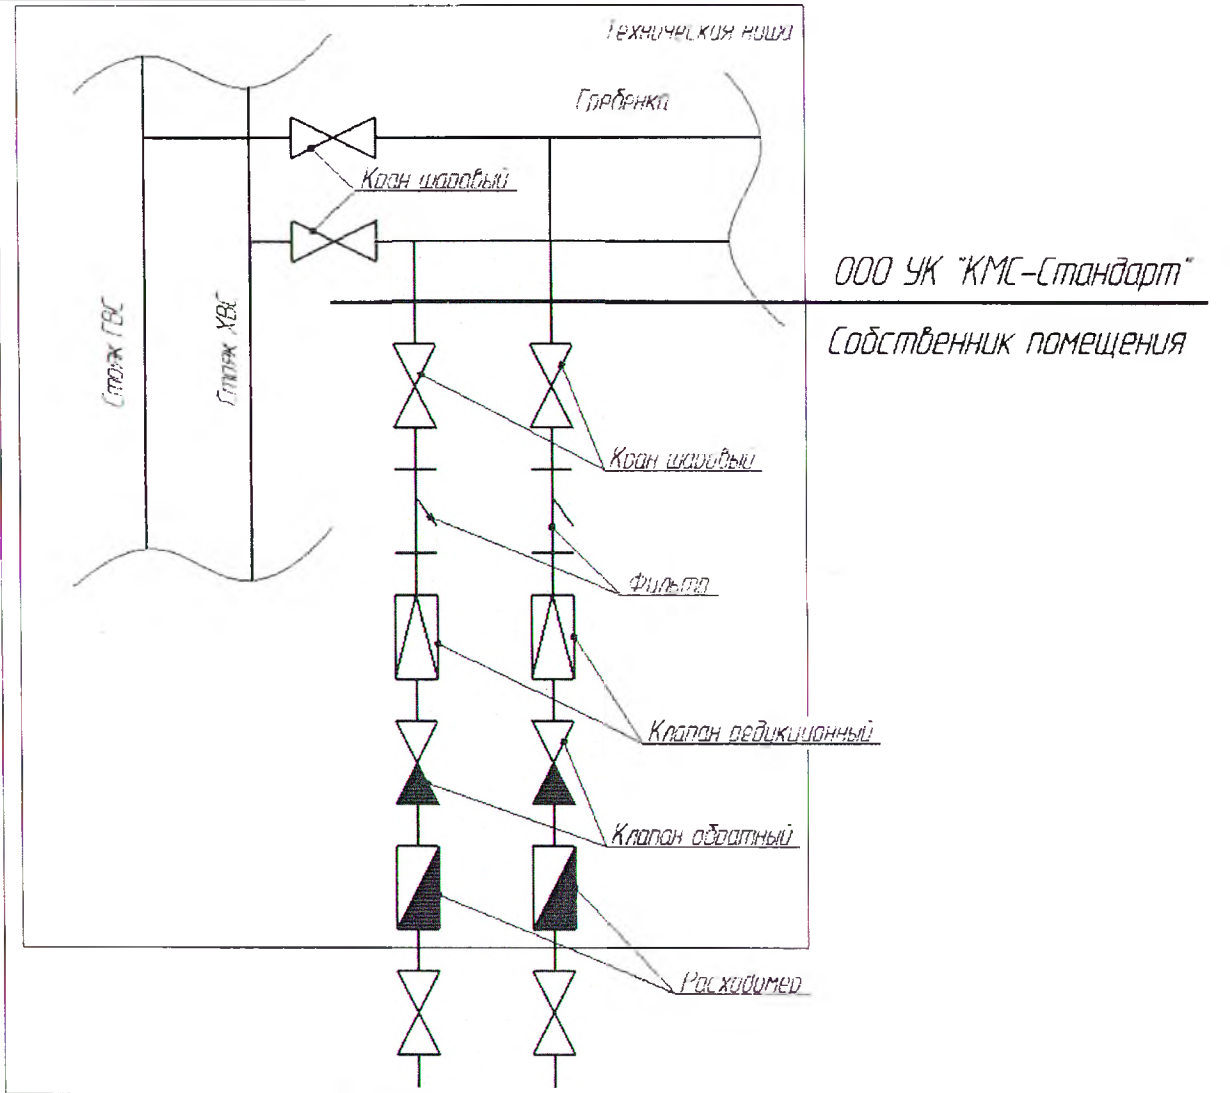 Техническая ниша
Гребенка
Кран шаровый
ООО УК "КМС-Стандарт"
Стояк ГВС
Стояк ХВС
Собственник помещения
Кран шаровый
Фильтр
Клапан редикционный
Клапан обратный
Расходомер